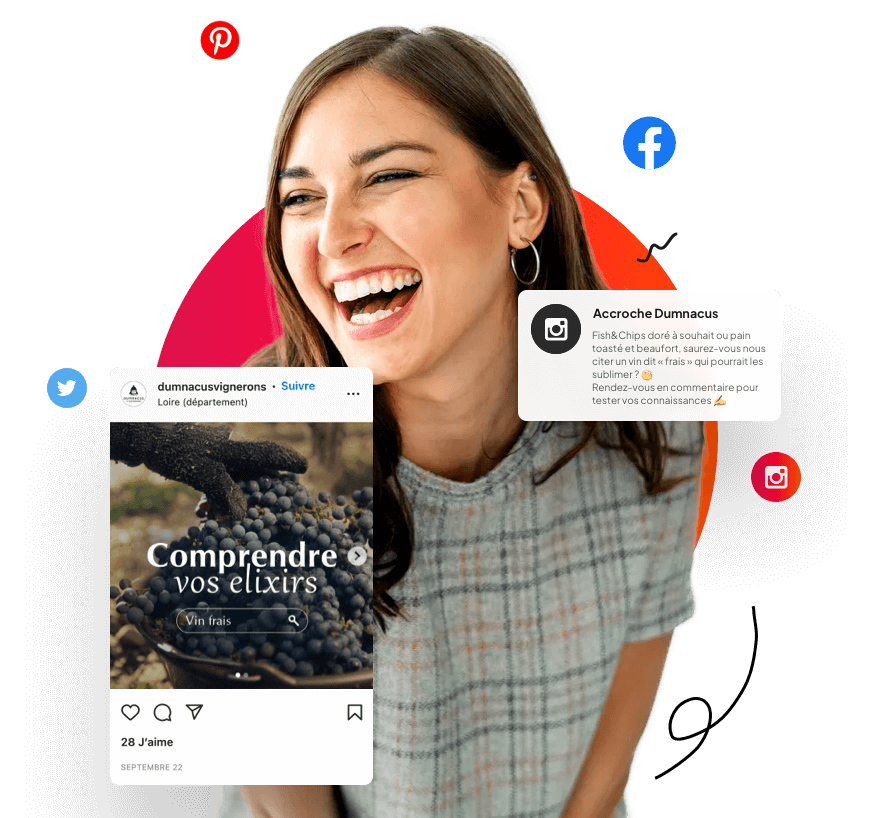 Accroche Dumnacus
Fish&Chips doré à souhait ou pain
toasté et beaufort, saurez-vous nous
citer un vin dit « frais » qui pourrait les
sublimer ? 👏
Rendez-vous en commentaire pour
tester vos connaissances ✍️
dumnacusvignerons • Suivre
Loire (département)
DUMNACUS
Comprendre
vos elixirs
Vin frais
28 J'aime
SEPTEMBRE 22